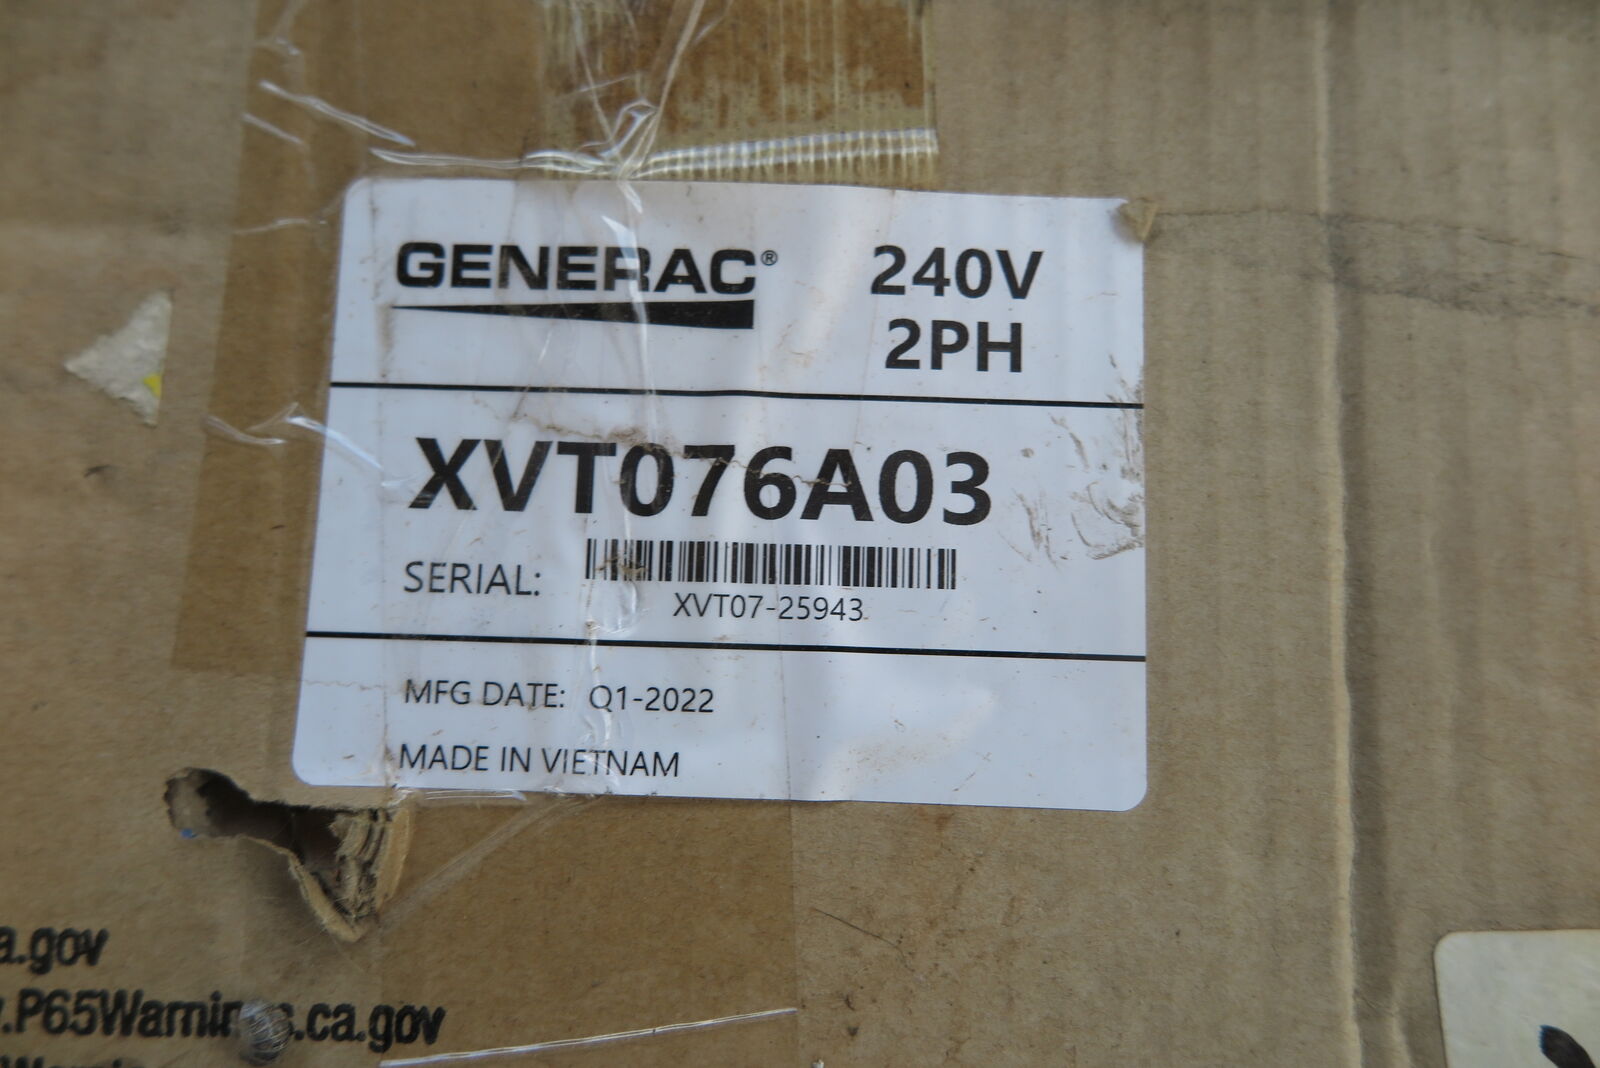 GENERAC®
240V
2PH
XVT076A03
SERIAL:
XVT07-25943
MFG DATE: Q1-2022
MADE IN VIETNAM
a.gov
.P65Warnings.ca.gov